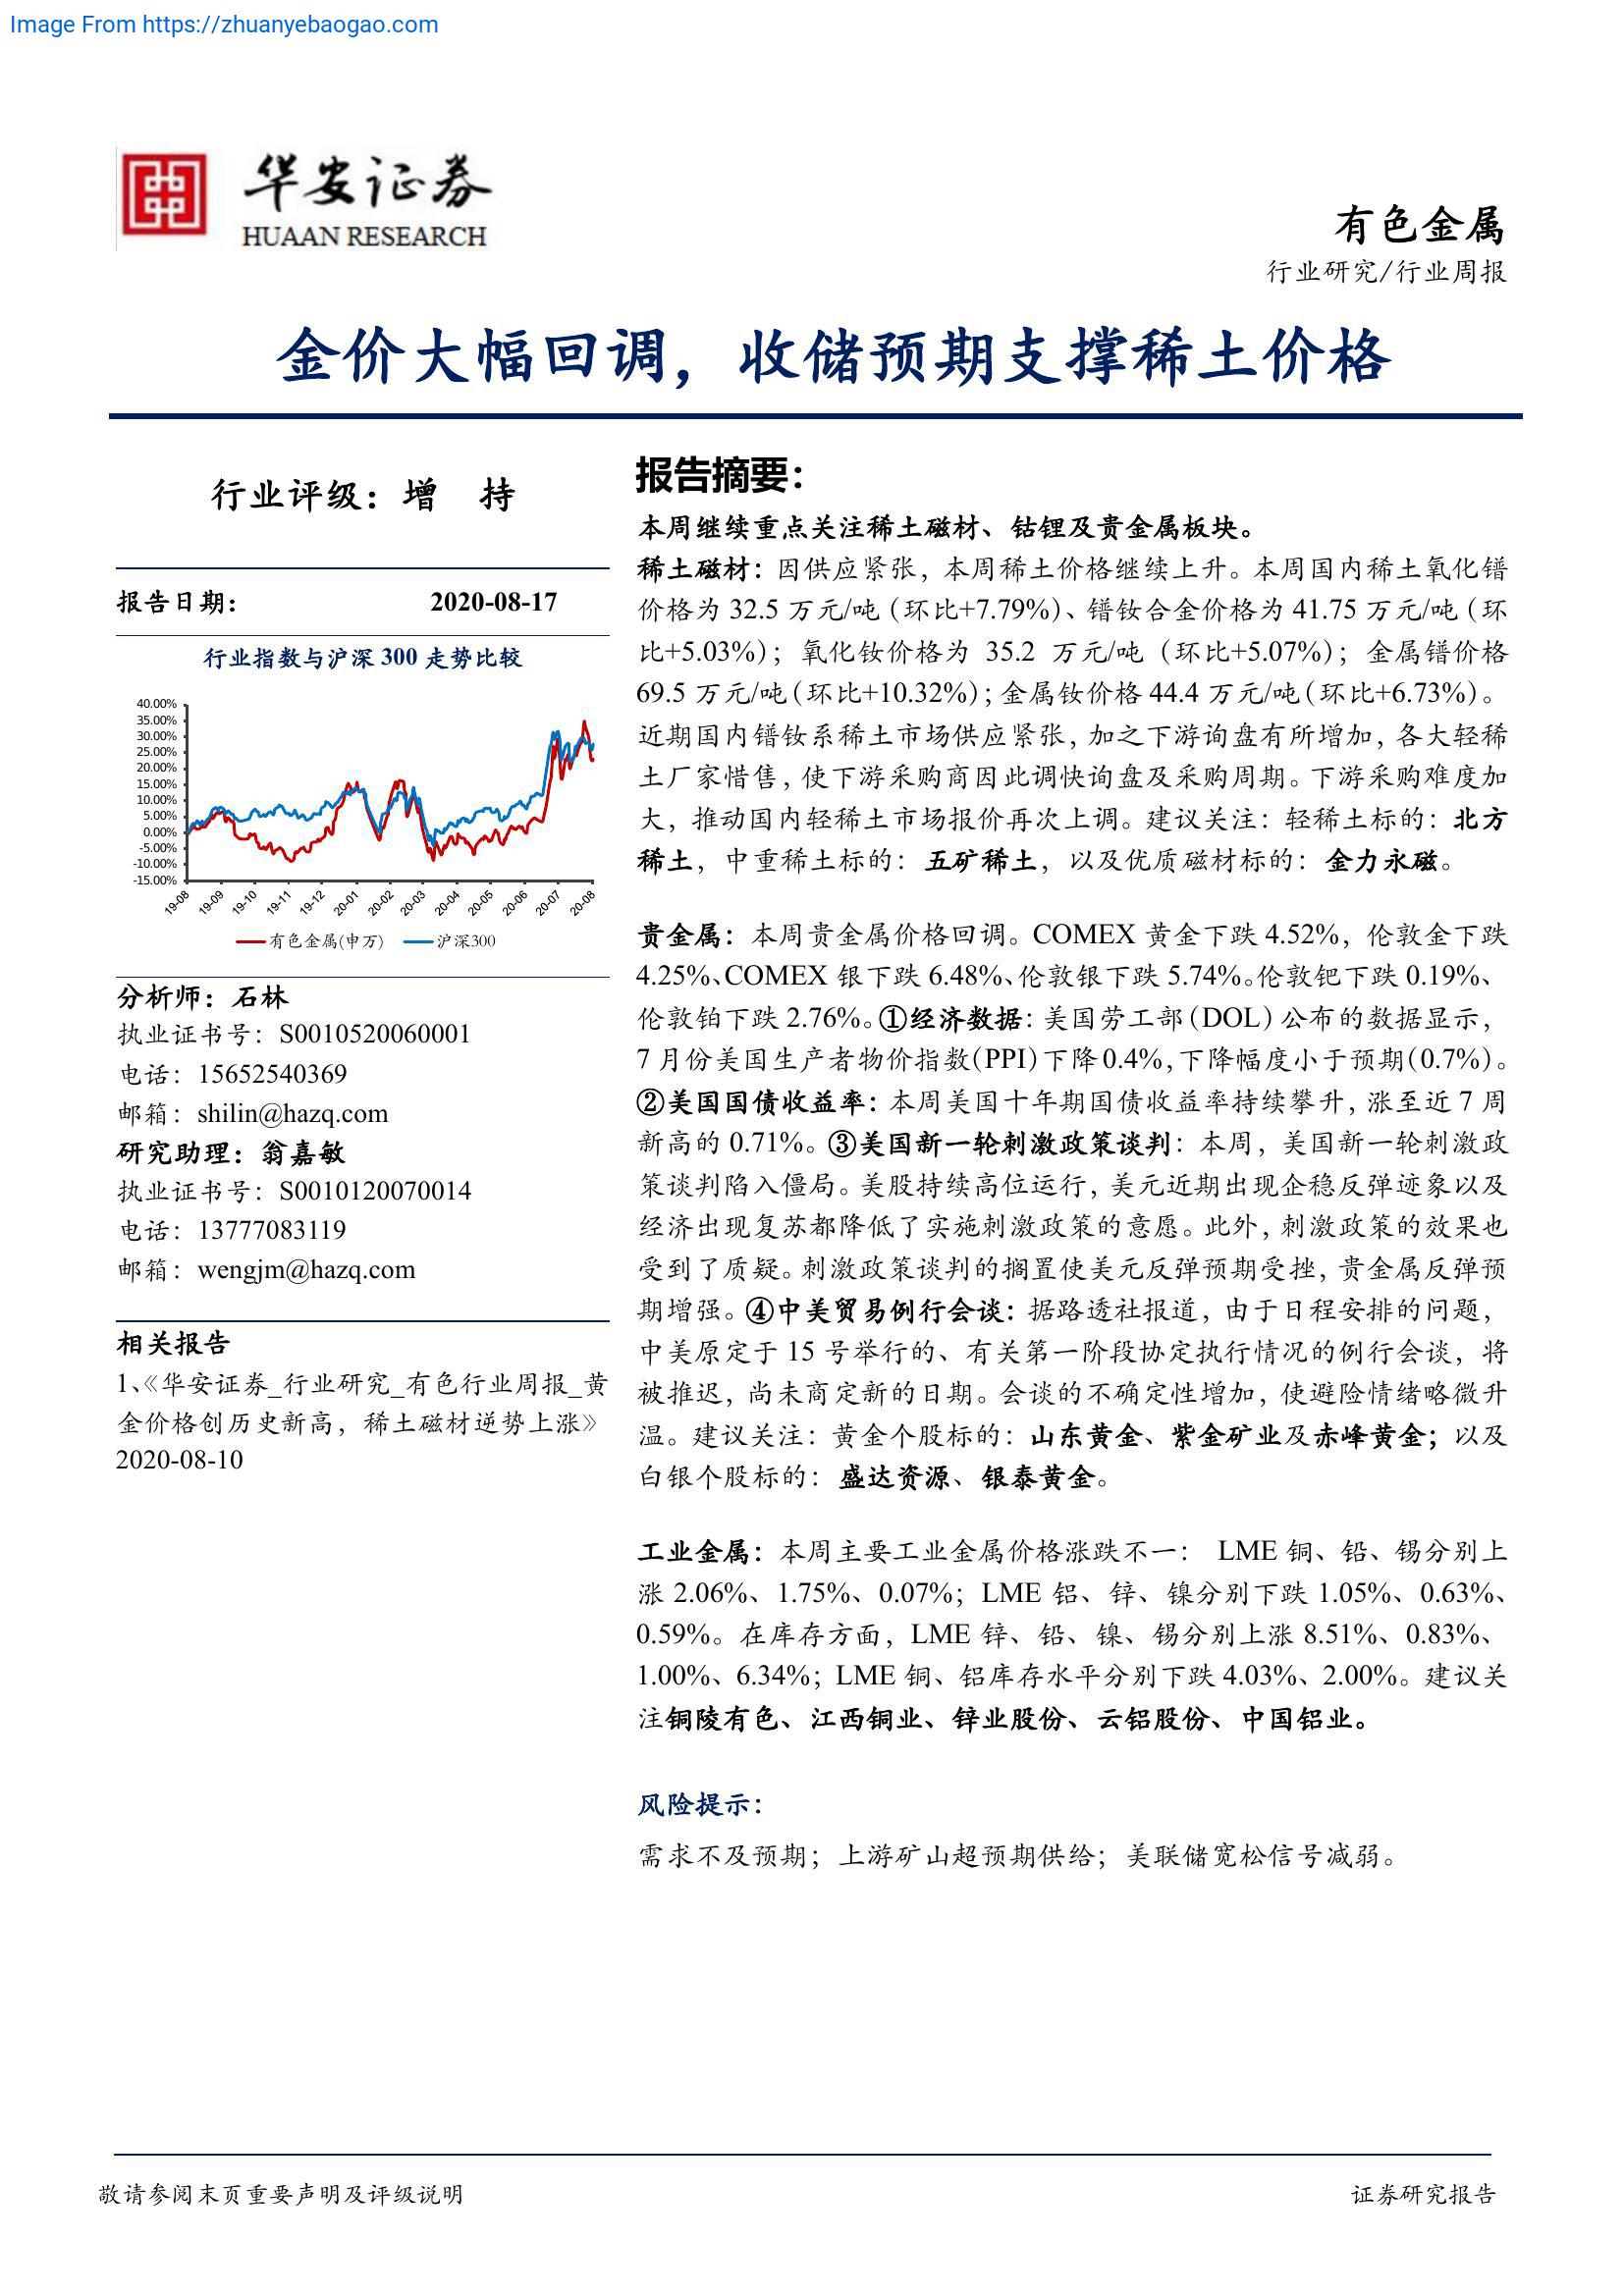 Image From https://zhuanyebaogao.com
华安证券
HUAAN RESEARCH
有色金属
行业研究/行业周报
金价大幅回调，收储预期支撑稀土价格
行业评级：增 持
报告日期： 2020-08-17
行业指数与沪深 300 走势比较
40.00%
35.00%
30.00%
25.00%
20.00%
15.00%
10.00%
5.00%
0.00%
-5.00%
-10.00%
-15.00%
19-08 19-09 19-10 19-11 19-12 20-01 20-02 20-03 20-04 20-05 20-06 20-07 20-08
有色金属(申万) 沪深300
分析师：石林
执业证书号：S0010520060001
电话：15652540369
邮箱：shilin@hazq.com
研究助理：翁嘉敏
执业证书号：S0010120070014
电话：13777083119
邮箱：wengjm@hazq.com
相关报告
1、《华安证券_行业研究_有色行业周报_黄
金价格创历史新高，稀土磁材逆势上涨》
2020-08-10
报告摘要：
本周继续重点关注稀土磁材、钴锂及贵金属板块。
稀土磁材：因供应紧张，本周稀土价格继续上升。本周国内稀土氧化镨
价格为 32.5 万元/吨（环比+7.79%）、镨钕合金价格为 41.75 万元/吨（环
比+5.03%）；氧化钕价格为 35.2 万元/吨（环比+5.07%）；金属镨价格
69.5 万元/吨（环比+10.32%）；金属钕价格 44.4 万元/吨（环比+6.73%）。
近期国内镨钕系稀土市场供应紧张，加之下游询盘有所增加，各大轻稀
土厂家惜售，使下游采购商因此调快询盘及采购周期。下游采购难度加
大，推动国内轻稀土市场报价再次上调。建议关注：轻稀土标的：北方
稀土，中重稀土标的：五矿稀土，以及优质磁材标的：金力永磁。
贵金属：本周贵金属价格回调。COMEX 黄金下跌 4.52%，伦敦金下跌
4.25%、COMEX 银下跌 6.48%、伦敦银下跌 5.74%。伦敦钯下跌 0.19%、
伦敦铂下跌 2.76%。①经济数据：美国劳工部（DOL）公布的数据显示，
7 月份美国生产者物价指数（PPI）下降 0.4%，下降幅度小于预期（0.7%）。
②美国国债收益率：本周美国十年期国债收益率持续攀升，涨至近 7 周
新高的 0.71%。③美国新一轮刺激政策谈判：本周，美国新一轮刺激政
策谈判陷入僵局。美股持续高位运行，美元近期出现企稳反弹迹象以及
经济出现复苏都降低了实施刺激政策的意愿。此外，刺激政策的效果也
受到了质疑。刺激政策谈判的搁置使美元反弹预期受挫，贵金属反弹预
期增强。④中美贸易例行会谈：据路透社报道，由于日程安排的问题，
中美原定于 15 号举行的、有关第一阶段协定执行情况的例行会谈，将
被推迟，尚未商定新的日期。会谈的不确定性增加，使避险情绪略微升
温。建议关注：黄金个股标的：山东黄金、紫金矿业及赤峰黄金；以及
白银个股标的：盛达资源、银泰黄金。
工业金属：本周主要工业金属价格涨跌不一： LME 铜、铅、锡分别上
涨 2.06%、1.75%、0.07%；LME 铝、锌、镍分别下跌 1.05%、0.63%、
0.59%。在库存方面，LME 锌、铅、镍、锡分别上涨 8.51%、0.83%、
1.00%、6.34%；LME 铜、铝库存水平分别下跌 4.03%、2.00%。建议关
注铜陵有色、江西铜业、锌业股份、云铝股份、中国铝业。
风险提示：
需求不及预期；上游矿山超预期供给；美联储宽松信号减弱。
敬请参阅末页重要声明及评级说明 证券研究报告